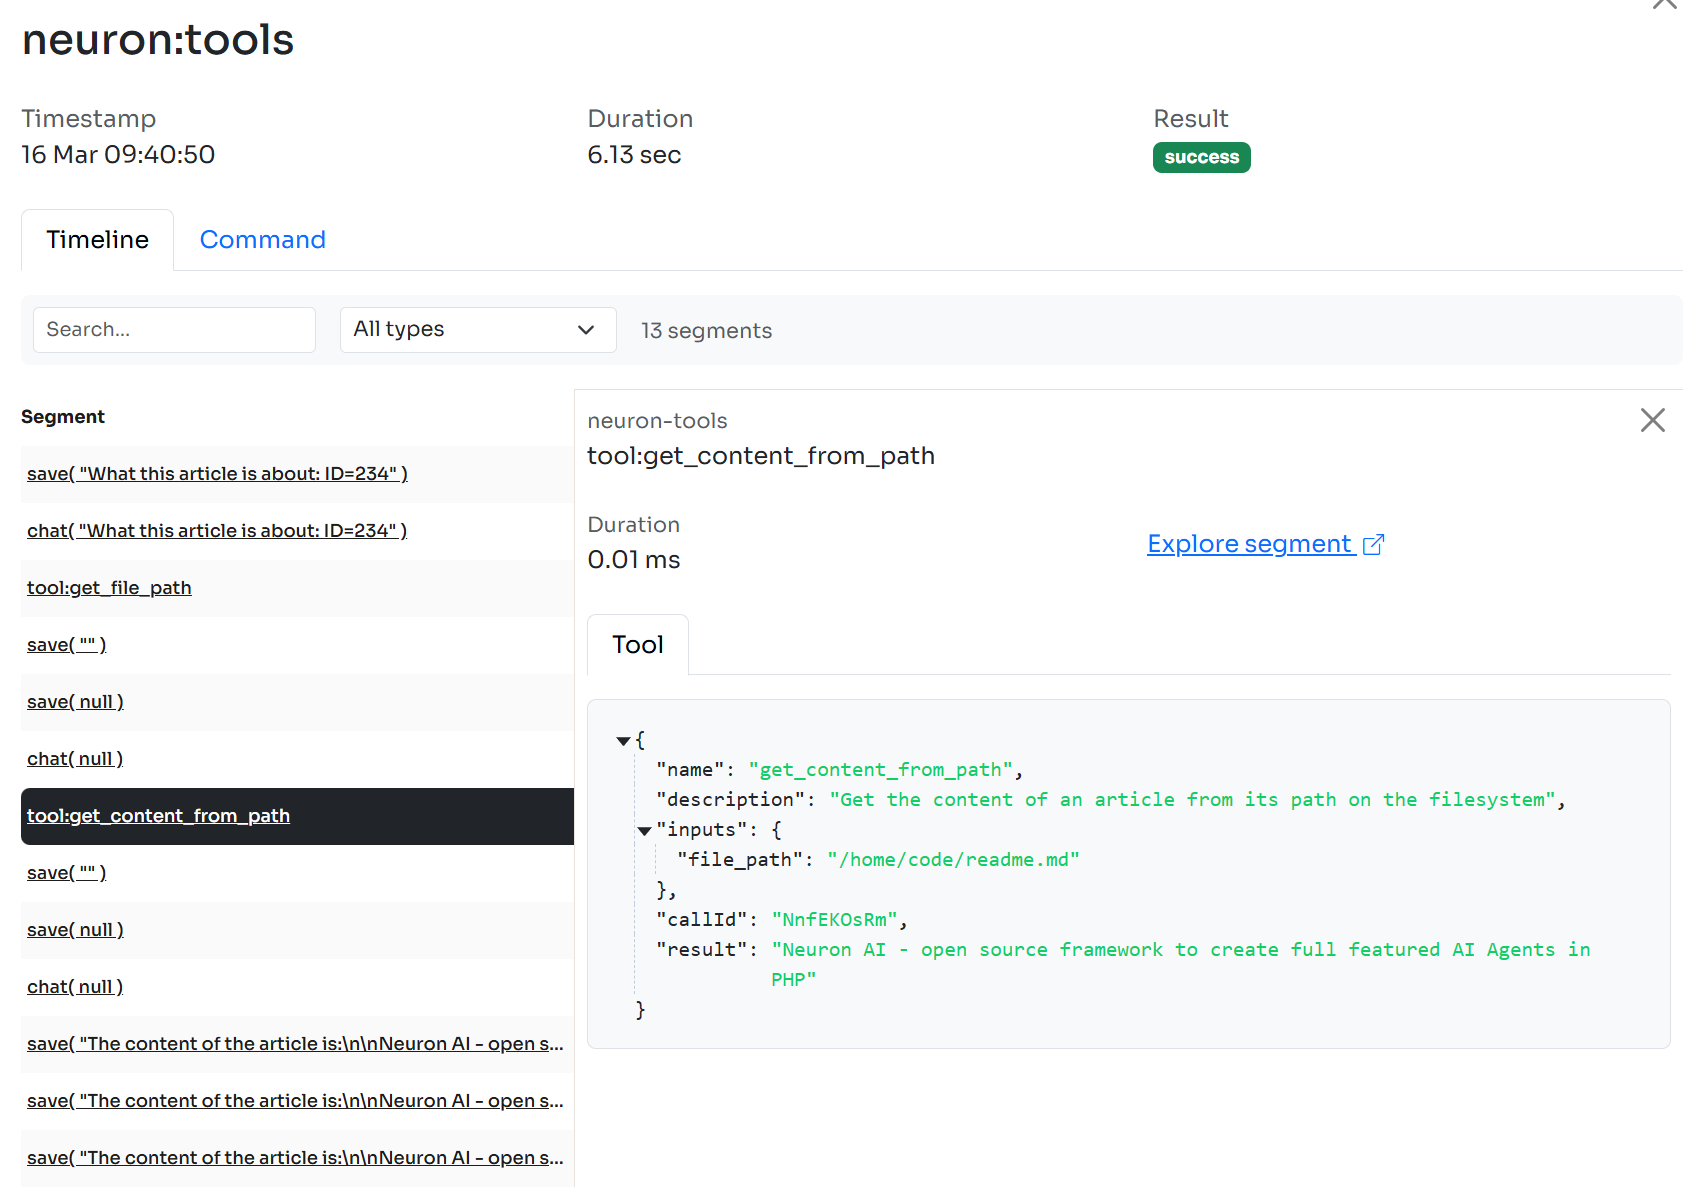 neuron:tools
Timestamp
16 Mar 09:40:50
Duration
6.13 sec
Result
success
Timeline
Command
Search...
All types
13 segments
Segment
save( "What this article is about: ID=234" )
chat( "What this article is about: ID=234" )
tool:get_file_path
save( "" )
save( null )
chat( null )
tool:get_content_from_path
save( "" )
save( null )
chat( null )
save( "The content of the article is:\n\nNeuron AI - open s...
save( "The content of the article is:\n\nNeuron AI - open s...
save( "The content of the article is:\n\nNeuron AI - open s...
neuron-tools
tool:get_content_from_path
Duration
0.01 ms
Explore segment
Tool
{
"name": "get_content_from_path",
"description": "Get the content of an article from its path on the filesystem",
"inputs": {
"file_path": "/home/code/readme.md"
},
"callId": "NnfEKOsRm",
"result": "Neuron AI - open source framework to create full featured AI Agents in
PHP"
}